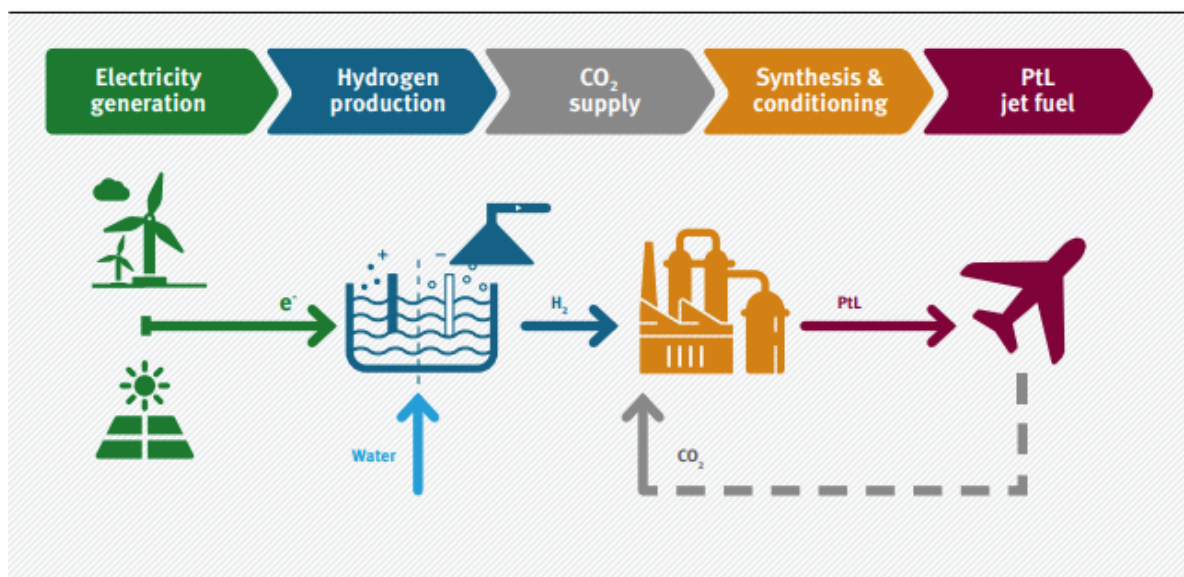 Electricity
generation
Hydrogen
production
CO₂
supply
Synthesis &
conditioning
PtL
jet fuel
+
−
e⁻
H₂
PtL
Water
CO₂